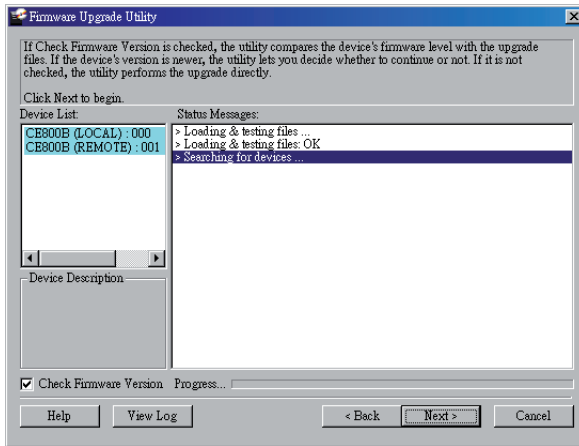 Firmware Upgrade Utility
If Check Firmware Version is checked, the utility compares the device's firmware level with the upgrade
files. If the device's version is newer, the utility lets you decide whether to continue or not. If it is not
checked, the utility performs the upgrade directly.
Click Next to begin.
Device List:
CE800B (LOCAL) : 000
CE800B (REMOTE) : 001
Status Messages:
> Loading & testing files ...
> Loading & testing files: OK
> Searching for devices ...
Device Description
Check Firmware Version
Progress...
Help
View Log
< Back
Next >
Cancel